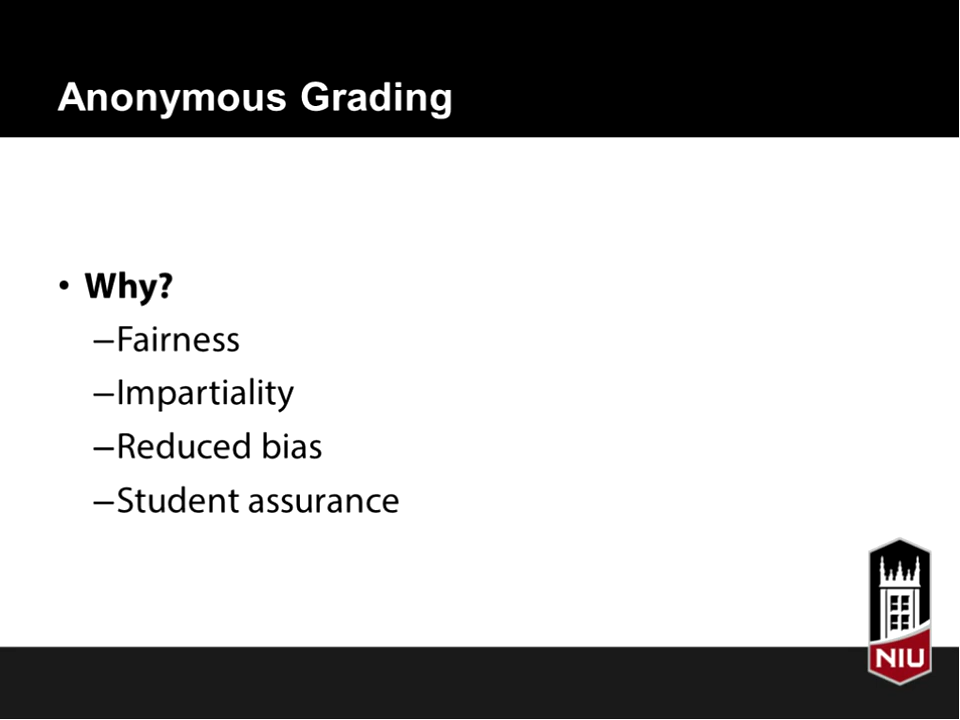 Anonymous Grading
• Why?
–Fairness
–Impartiality
–Reduced bias
–Student assurance
NIU